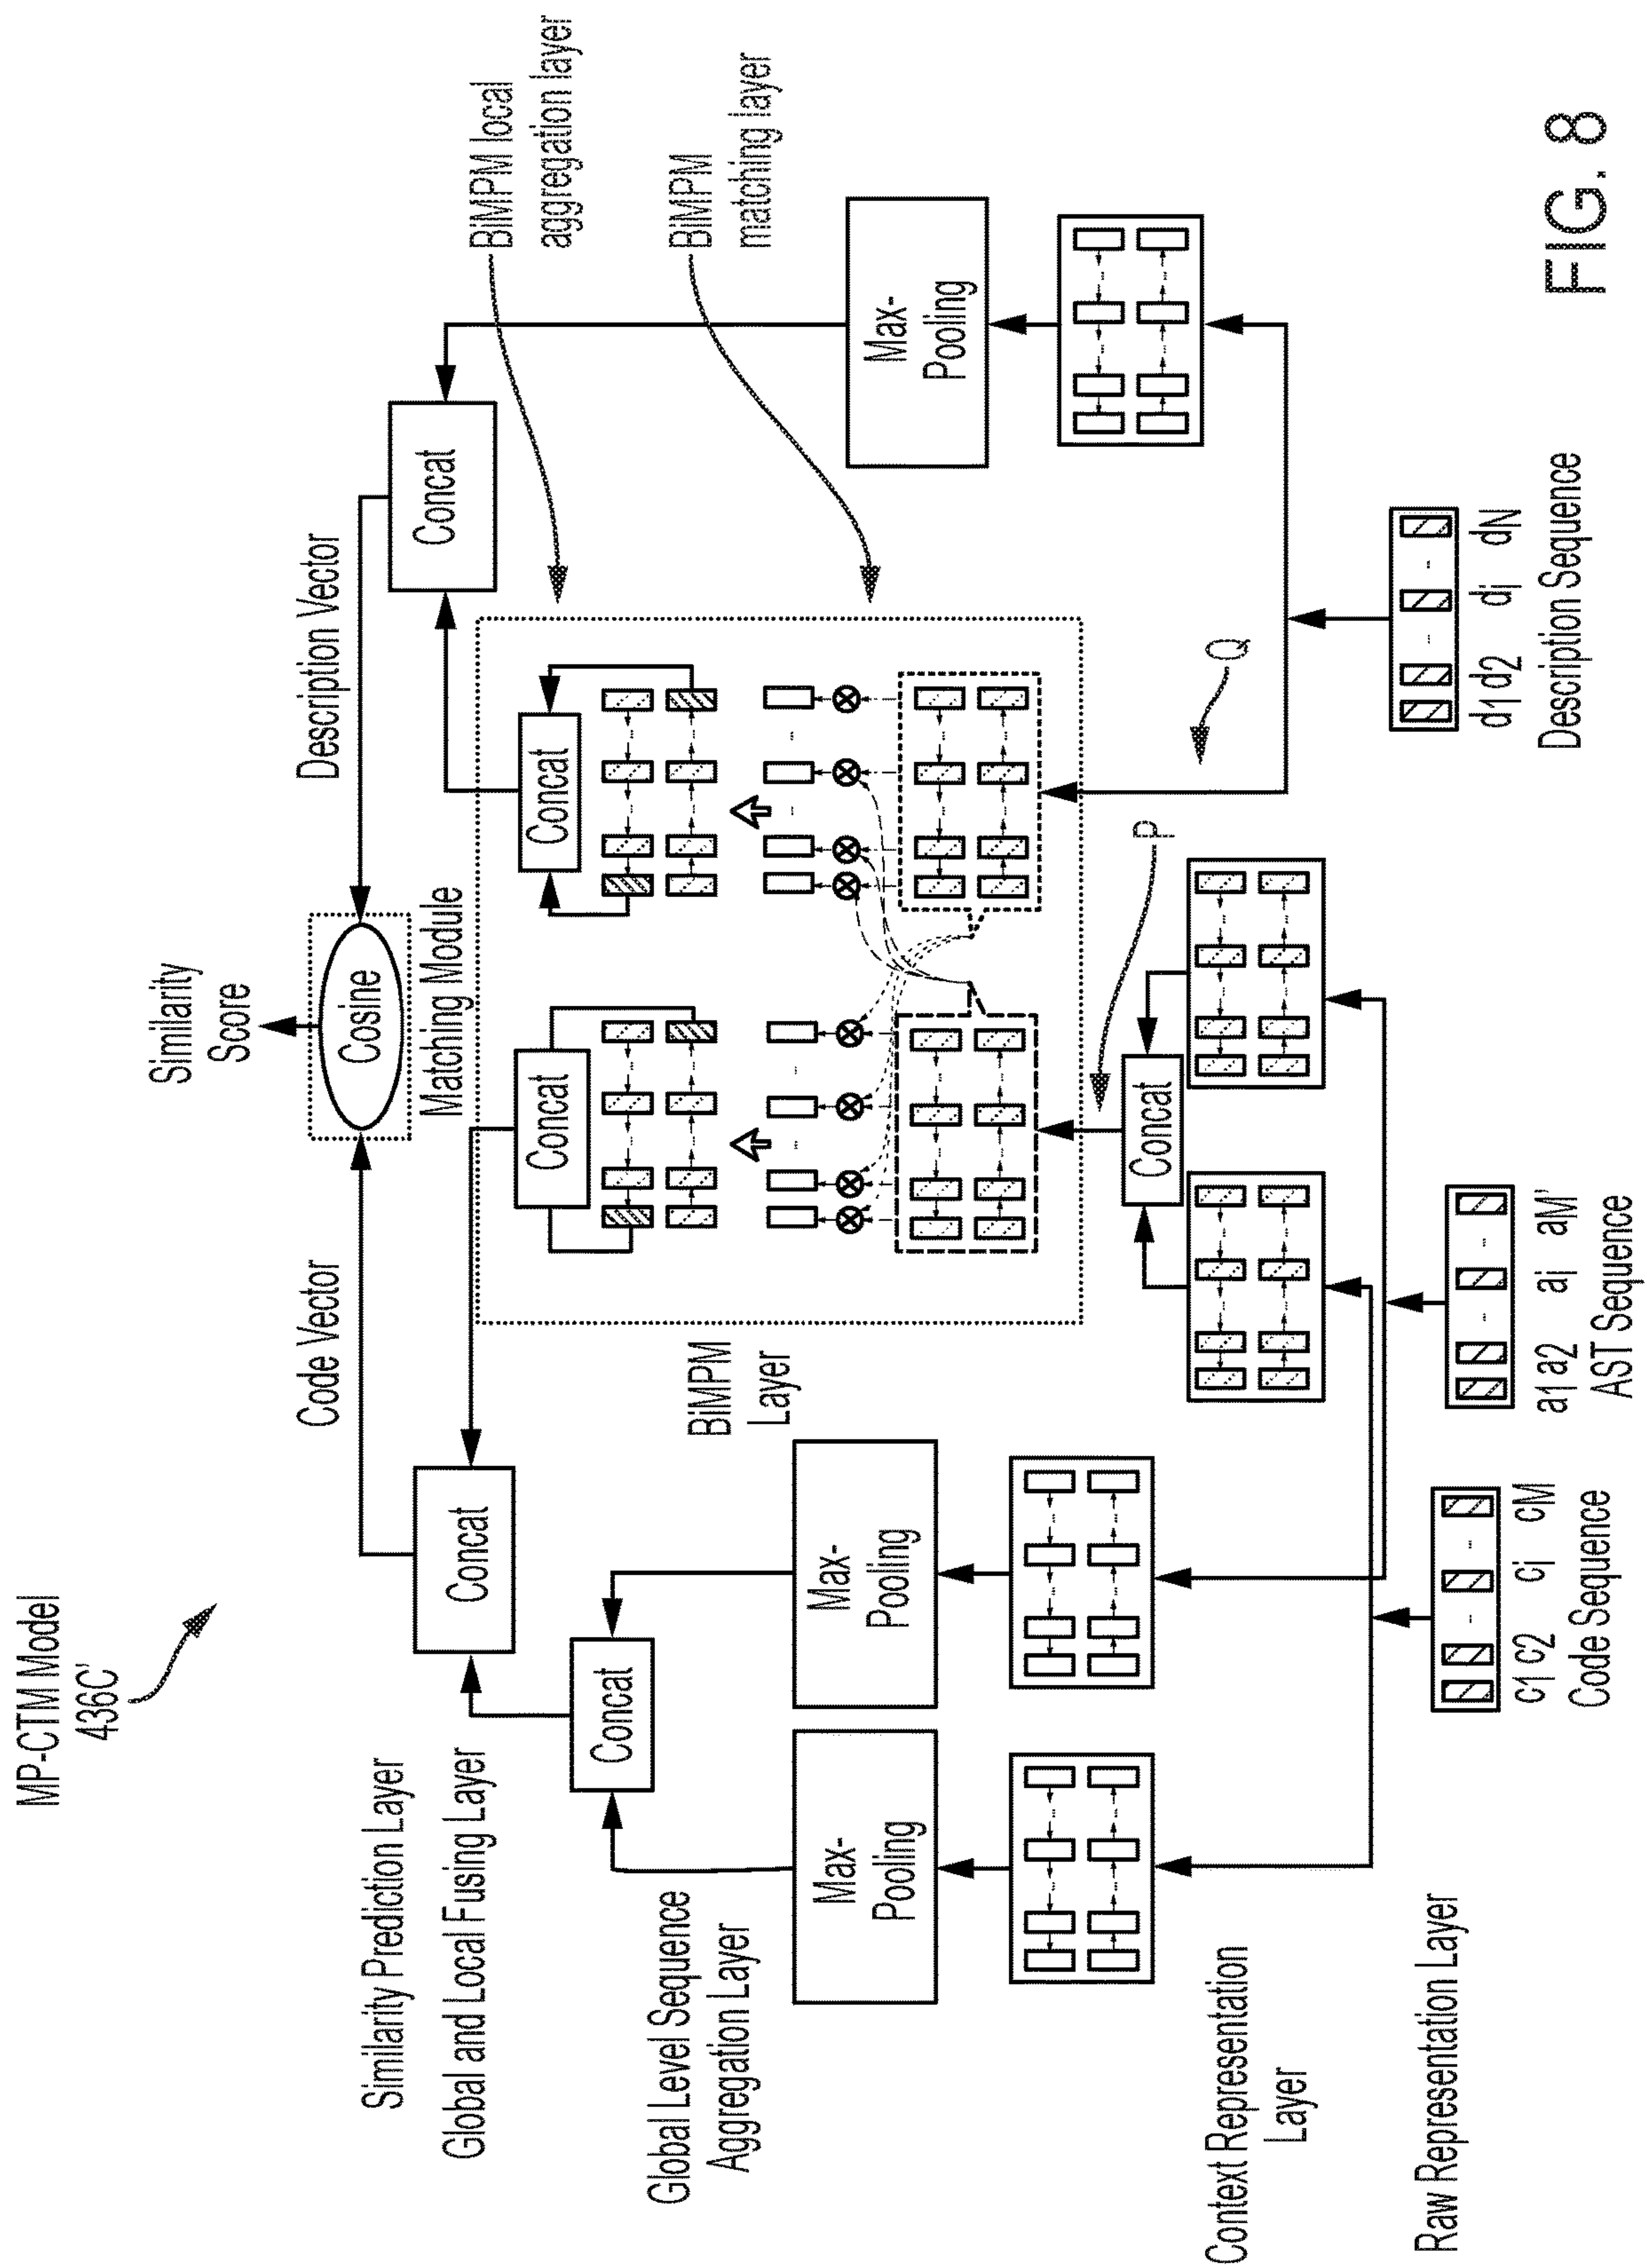 MP-CTM Model
436C'
Similarity
Score
Cosine
Matching Module
Code Vector
Description Vector
Similarity Prediction Layer
Global and Local Fusing Layer
Concat
Concat
BiMPM local
aggregation layer
Concat
Concat
Concat
Global Level Sequence
Aggregation Layer
BiMPM
Layer
BiMPM
matching layer
Max-
Pooling
Max-
Pooling
Max-
Pooling
P
Q
Concat
Context Representation
Layer
Raw Representation Layer
c1 c2 ci cM
Code Sequence
a1 a2 ai aM'
AST Sequence
d1 d2 di dN
Description Sequence
FIG. 8